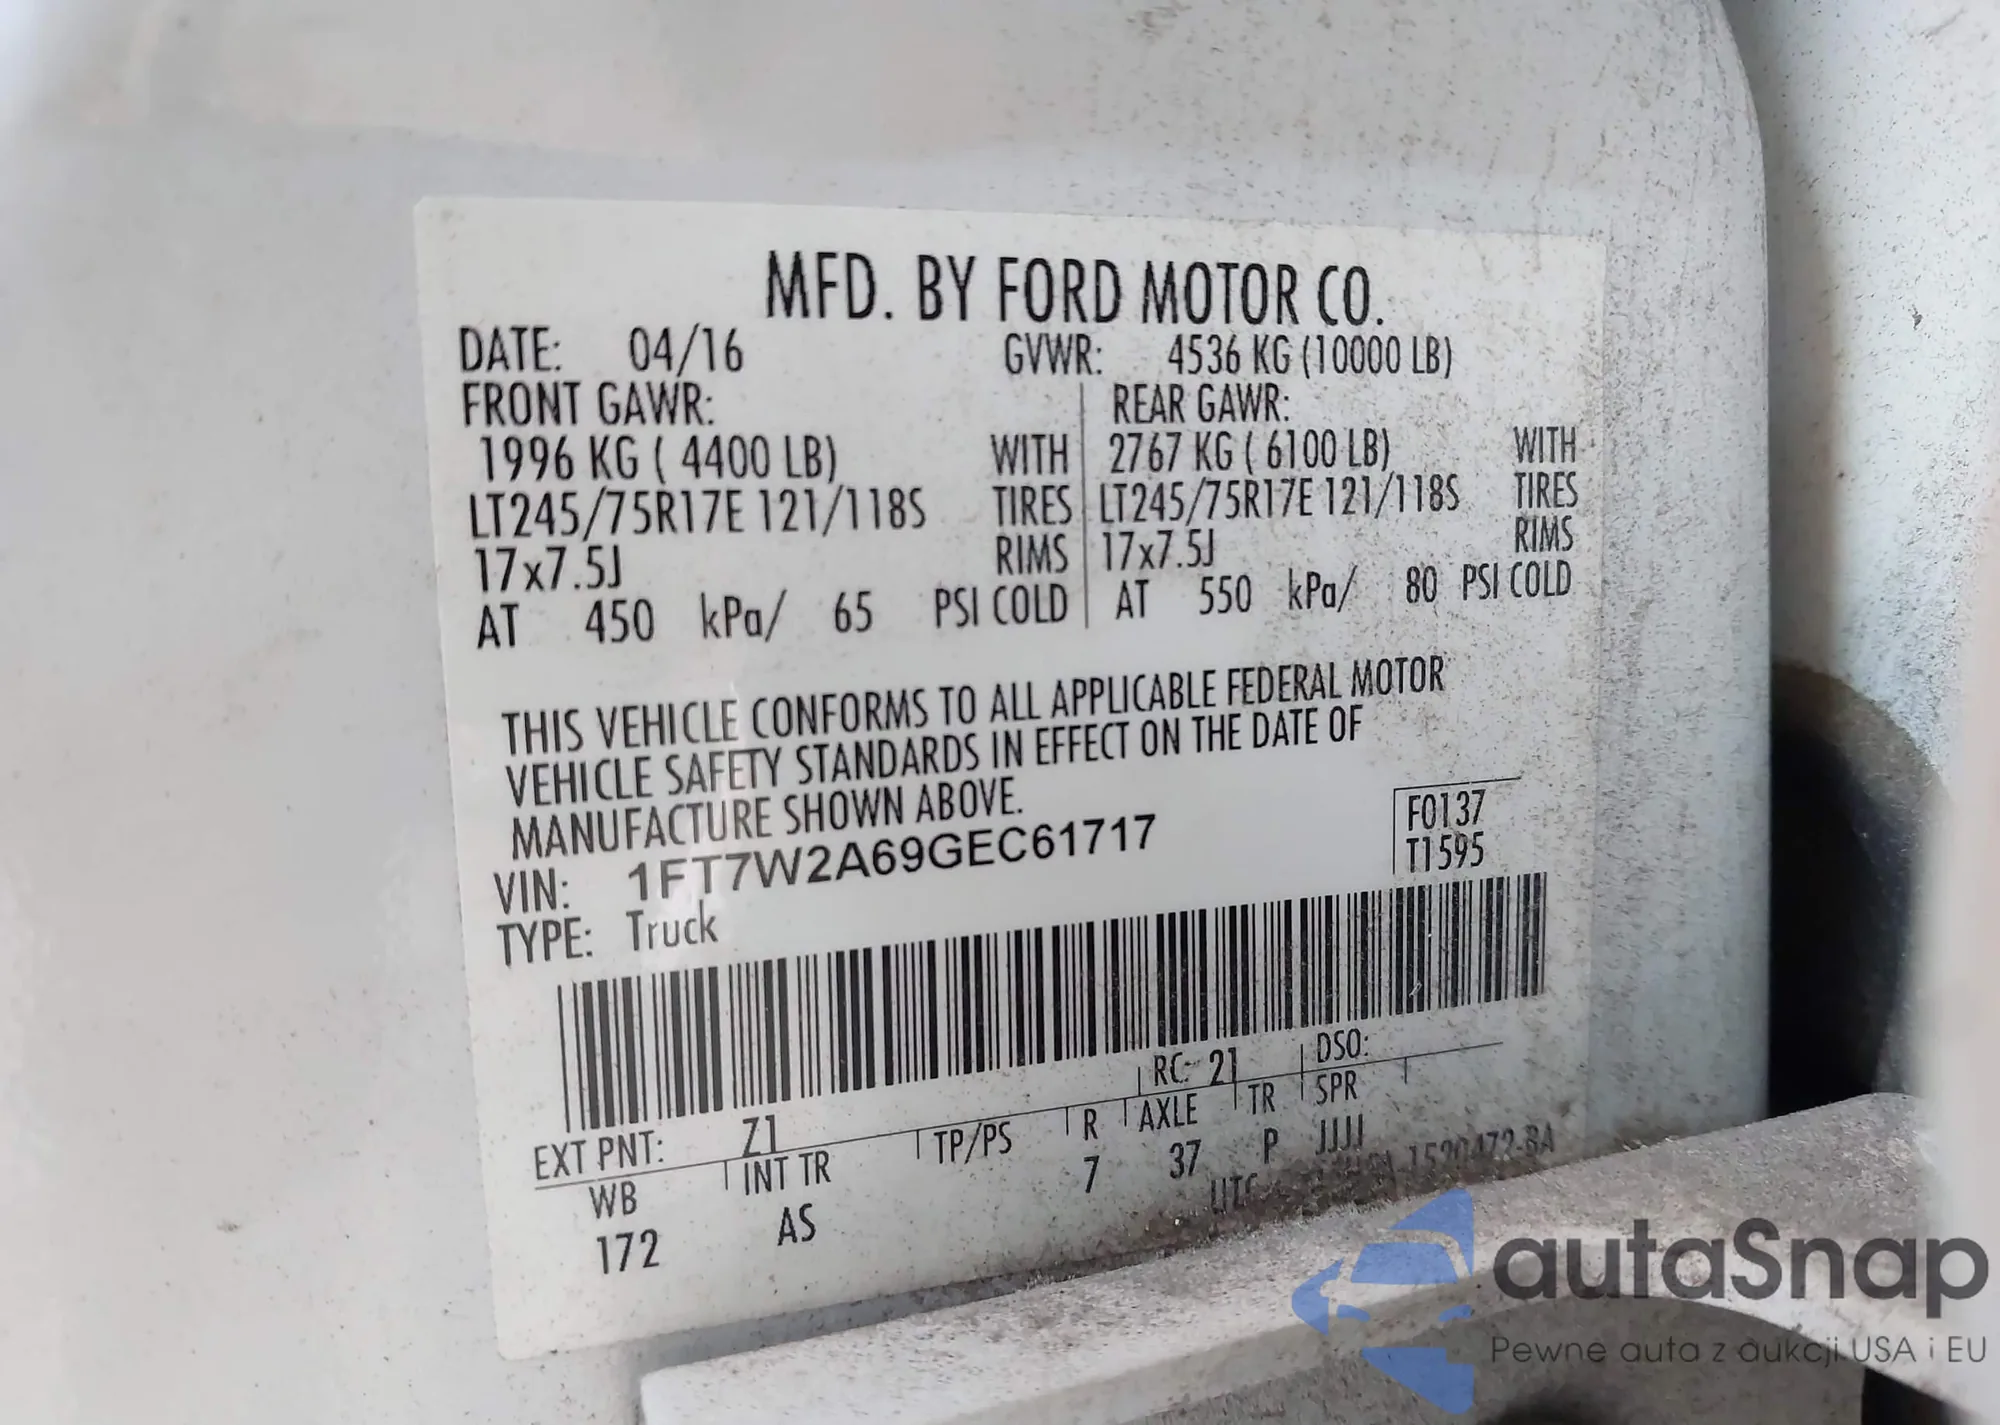 MFD. BY FORD MOTOR CO.
DATE: 04/16 GVWR: 4536 KG (10000 LB)
FRONT GAWR: REAR GAWR:
1996 KG ( 4400 LB) WITH 2767 KG ( 6100 LB) WITH
LT245/75R17E 121/118S TIRES LT245/75R17E 121/118S TIRES
17x7.5J RIMS 17x7.5J RIMS
AT 450 kPa/ 65 PSI COLD AT 550 kPa/ 80 PSI COLD
THIS VEHICLE CONFORMS TO ALL APPLICABLE FEDERAL MOTOR
VEHICLE SAFETY STANDARDS IN EFFECT ON THE DATE OF
MANUFACTURE SHOWN ABOVE.
F0137
VIN: 1FT7W2A69GEC61717 T1595
TYPE: Truck
EXT PNT: Z1 RC: 21 DSO:
WB INT TR TP/PS R AXLE TR SPR
172 AS 7 37 P JJJJ
UTC
autaSnap
Pewne auta z aukcji USA i EU